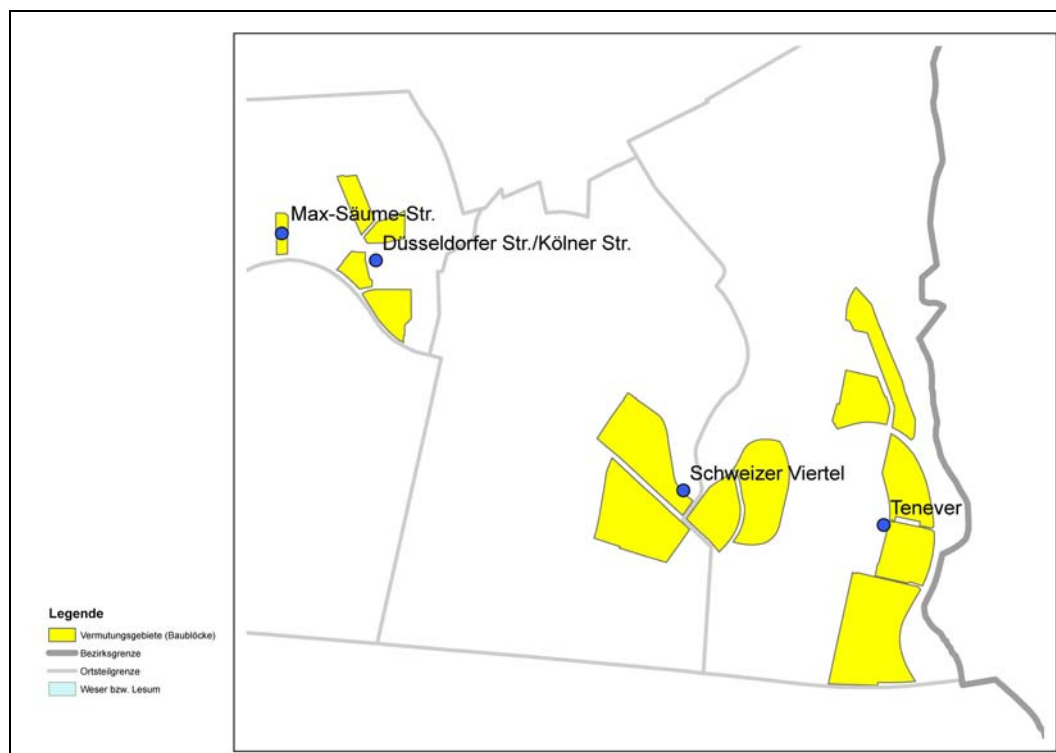 Max-Säume-Str.
Düsseldorfer Str./Kölner Str.
Schweizer Viertel
Tenever
Legende
Vermutungsgebiete (Baublöcke)
Bezirksgrenze
Ortsteilgrenze
Weser bzw. Lesum